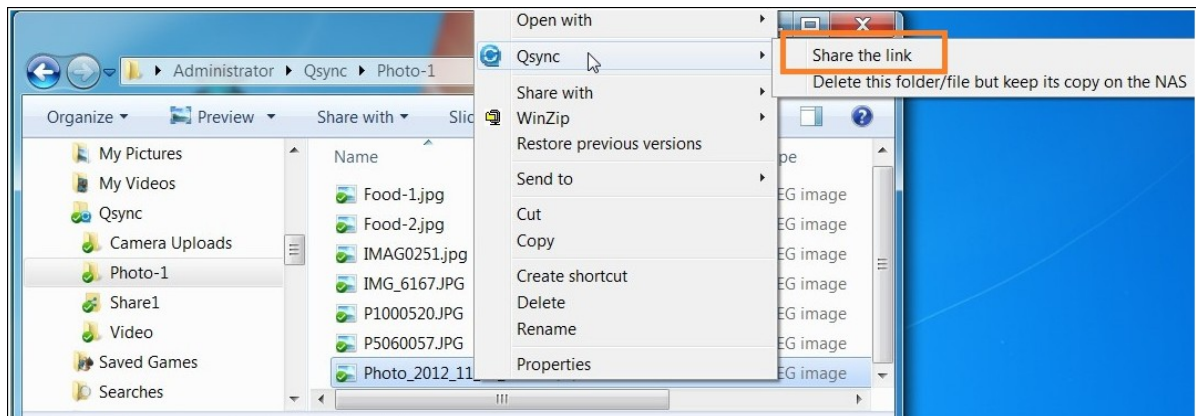 Administrator ▸ Qsync ▸ Photo-1
Organize Preview Share with
My Pictures
My Videos
Qsync
Camera Uploads
Photo-1
Share1
Video
Saved Games
Searches
Name
Food-1.jpg
Food-2.jpg
IMAG0251.jpg
IMG_6167.JPG
P1000520.JPG
P5060057.JPG
Photo_2012_11_
EG image
EG image
EG image
EG image
EG image
EG image
EG image
Open with
Qsync
Share with
WinZip
Restore previous versions
Send to
Cut
Copy
Create shortcut
Delete
Rename
Properties
Share the link
Delete this folder/file but keep its copy on the NAS